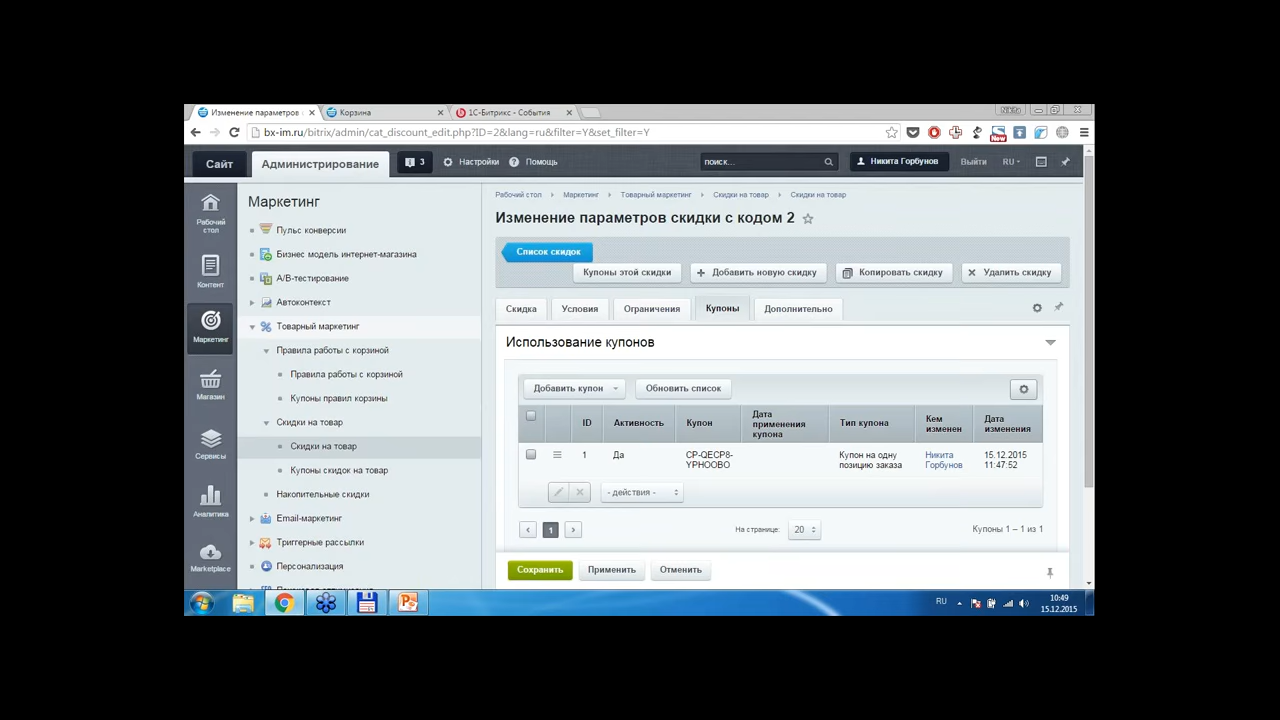 Изменение параметров с
Корзина
1С-Битрикс - События
Nikita
bx-im.ru/bitrix/admin/cat_discount_edit.php?ID=2&lang=ru&filter=Y&set_filter=Y
New
Сайт
Администрирование
3
Настройки
Помощь
поиск...
Никита Горбунов
Выйти
RU
Рабочий стол
Контент
Маркетинг
Магазин
Сервисы
Аналитика
Marketplace
Маркетинг
Пульс конверсии
Бизнес модель интернет-магазина
A/B-тестирование
Автоконтекст
Товарный маркетинг
Правила работы с корзиной
Правила работы с корзиной
Купоны правил корзины
Скидки на товар
Скидки на товар
Купоны скидок на товар
Накопительные скидки
Email-маркетинг
Триггерные рассылки
Персонализация
Рабочий стол Маркетинг Товарный маркетинг Скидки на товар Скидки на товар
Изменение параметров скидки с кодом 2
Список скидок
Купоны этой скидки
Добавить новую скидку
Копировать скидку
Удалить скидку
Скидка
Условия
Ограничения
Купоны
Дополнительно
Использование купонов
Добавить купон
Обновить список
ID
Активность
Купон
Дата
применения
купона
Тип купона
Кем
изменен
Дата
изменения
1
Да
CP-QECP8-
YPHOOBO
Купон на одну
позицию заказа
Никита
Горбунов
15.12.2015
11:47:52
- действия -
1
На странице: 20
Купоны 1 – 1 из 1
Сохранить
Применить
Отменить
RU
10:49
15.12.2015